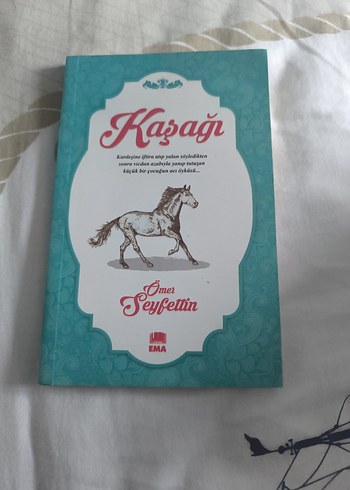 Kaşağı
Kardeşine iftira atıp yalan söyledikten
sonra vicdan azabıyla yanıp tutuşan
küçük bir çocuğun acı öyküsü...
Ömer
Seyfettin
EMA